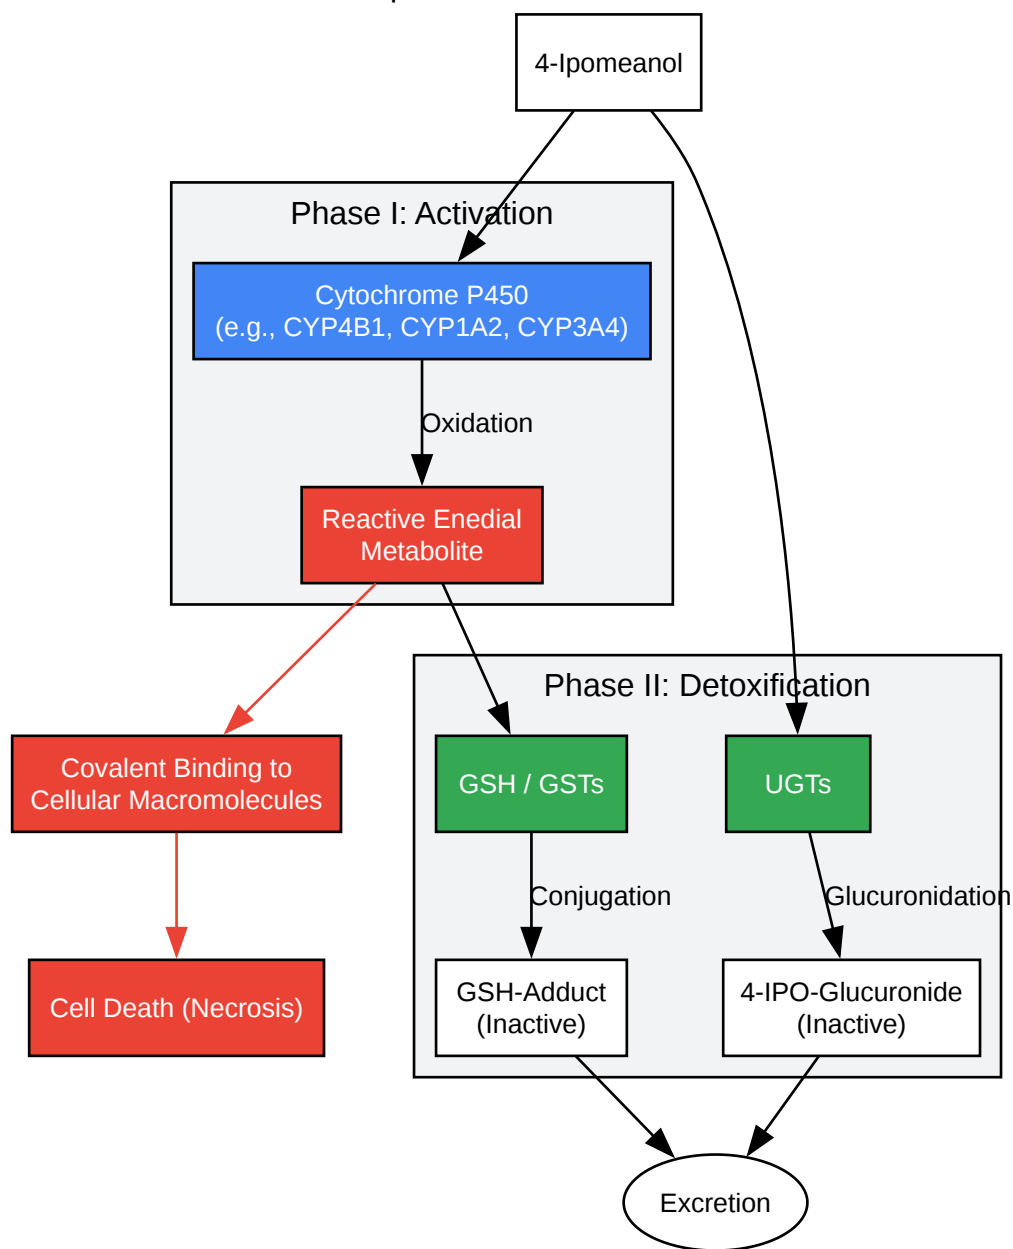 4-Ipomeanol
Phase I: Activation
Cytochrome P450
(e.g., CYP4B1, CYP1A2, CYP3A4)
Oxidation
Reactive Enedial
Metabolite
Phase II: Detoxification
Covalent Binding to
Cellular Macromolecules
GSH / GSTs
UGTs
Conjugation
Glucuronidation
Cell Death (Necrosis)
GSH-Adduct
(Inactive)
4-IPO-Glucuronide
(Inactive)
Excretion